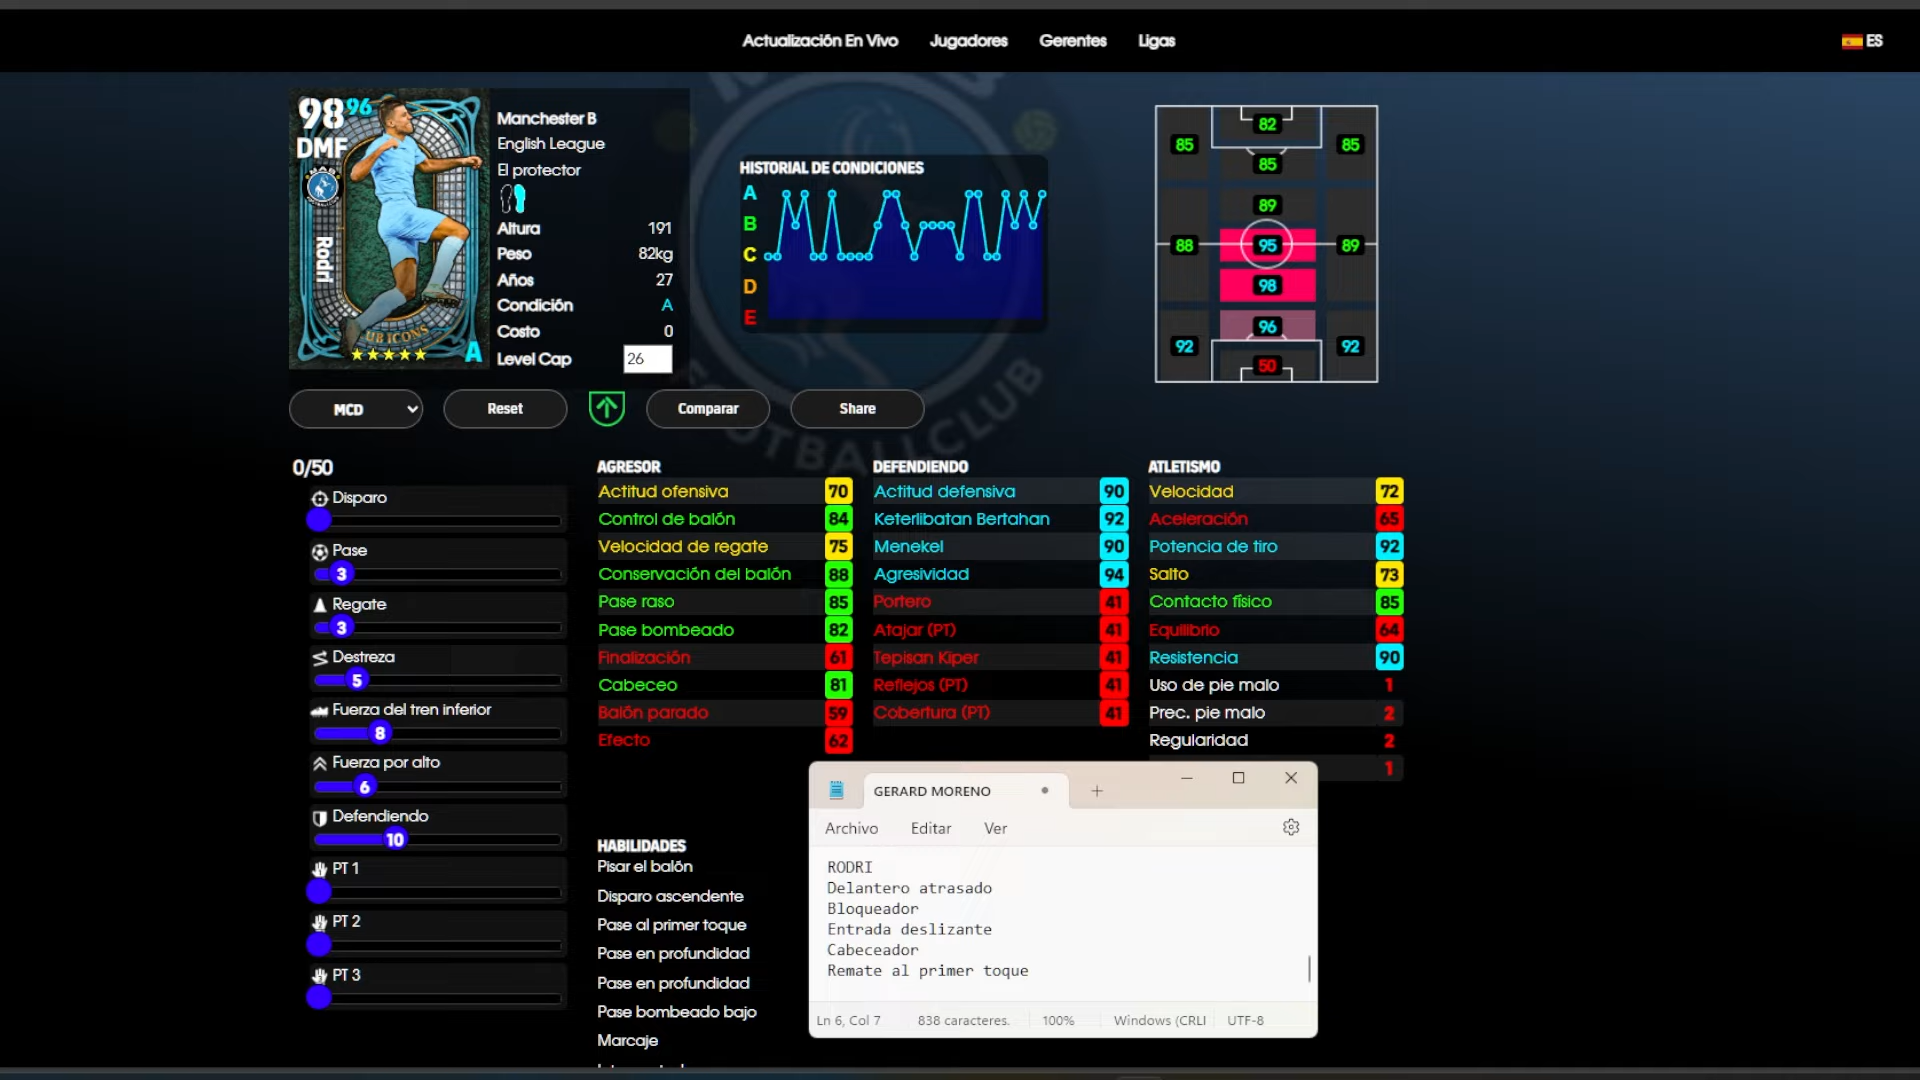 Actualización En Vivo Jugadores Gerentes Ligas ES
98 96
DMF
Rodri
UB ICONS
A
Manchester B
English League
El protector
Altura 191
Peso 82kg
Años 27
Condición A
Costo 0
Level Cap 26
HISTORIAL DE CONDICIONES
A
B
C
D
E
82
85 85
85
89
88 95 89
98
96
92 92
50
FOOTBALLCLUB
MCD Reset Comparar Share
0/50
Disparo
Pase
3
Regate
3
Destreza
5
Fuerza del tren inferior
8
Fuerza por alto
6
Defendiendo
10
PT 1
PT 2
PT 3
AGRESOR
Actitud ofensiva 70
Control de balón 84
Velocidad de regate 75
Conservación del balón 88
Pase raso 85
Pase bombeado 82
Finalización 61
Cabeceo 81
Balón parado 59
Efecto 62
DEFENDIENDO
Actitud defensiva 90
Keterlibatan Bertahan 92
Menekel 90
Agresividad 94
Portero 41
Atajar (PT) 41
Tepisan Kiper 41
Reflejos (PT) 41
Cobertura (PT) 41
ATLETISMO
Velocidad 72
Aceleración 65
Potencia de tiro 92
Salto 73
Contacto físico 85
Equilibrio 64
Resistencia 90
Uso de pie malo 1
Prec. pie malo 2
Regularidad 2
1
HABILIDADES
Pisar el balón
Disparo ascendente
Pase al primer toque
Pase en profundidad
Pase en profundidad
Pase bombeado bajo
Marcaje
GERARD MORENO
Archivo Editar Ver
RODRI
Delantero atrasado
Bloqueador
Entrada deslizante
Cabeceador
Remate al primer toque
Ln 6, Col 7 838 caracteres. 100% Windows (CRLI UTF-8